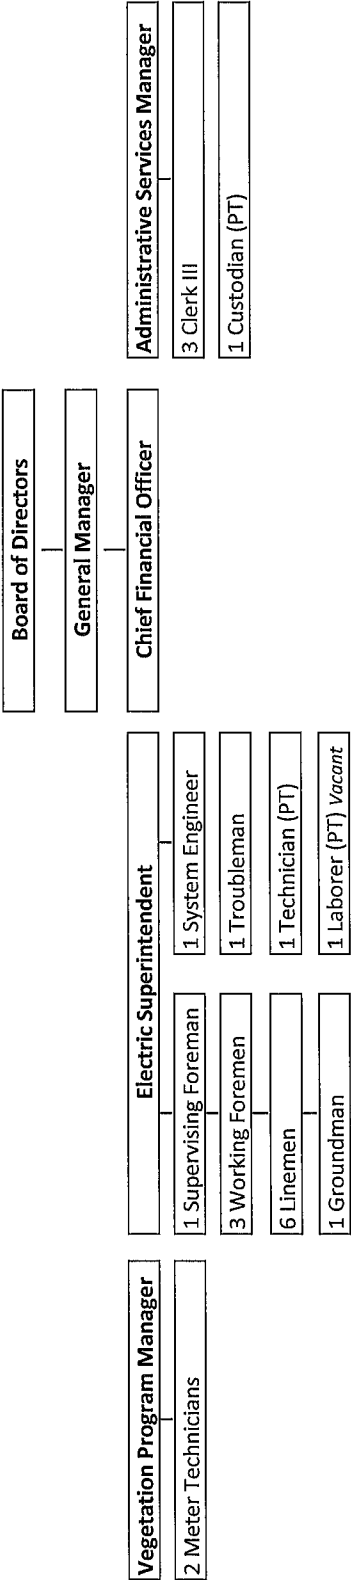 Board of Directors
General Manager
Vegetation Program Manager
Electric Superintendent
Chief Financial Officer
Administrative Services Manager
2 Meter Technicians
1 Supervising Foreman
1 System Engineer
3 Clerk III
3 Working Foremen
1 Troubleman
1 Custodian (PT)
6 Linemen
1 Technician (PT)
1 Groundman
1 Laborer (PT) Vacant